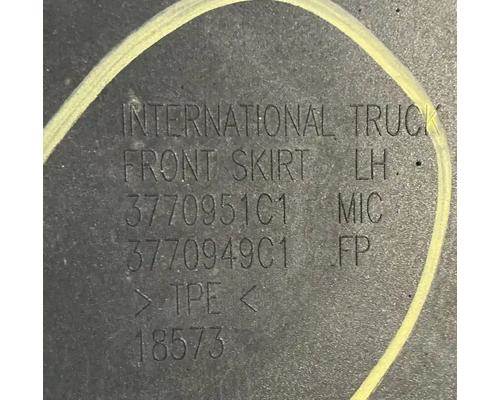 INTERNATIONAL TRUCK
FRONT SKIRT LH
3770951C1 MIC
3770949C1 FP
> TPE <
18573